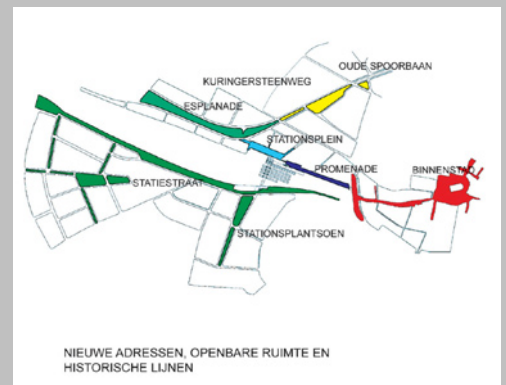 OUDE SPOORBAAN
KURINGERSTEENWEG
ESPLANADE
STATIONSPLEIN
PROMENADE
BINNENSTAD
STATIESTRAAT
STATIONSPLANTSOEN
NIEUWE ADRESSEN, OPENBARE RUIMTE EN
HISTORISCHE LIJNEN